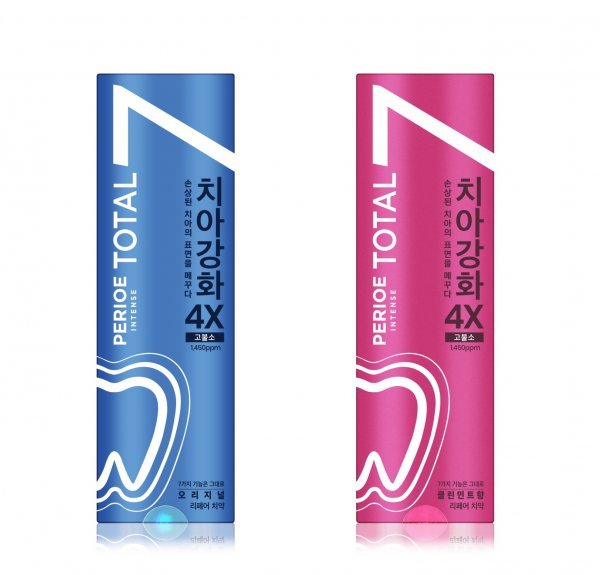 PERIOE TOTAL 7
INTENSE
치아강화
손상된 치아의 표면을 메꾸다
4X
고불소
1,450ppm
7가지 기능은 그대로
오리지널
리페어 치약
PERIOE TOTAL 7
INTENSE
치아강화
손상된 치아의 표면을 메꾸다
4X
고불소
1,450ppm
7가지 기능은 그대로
클린민트향
리페어 치약